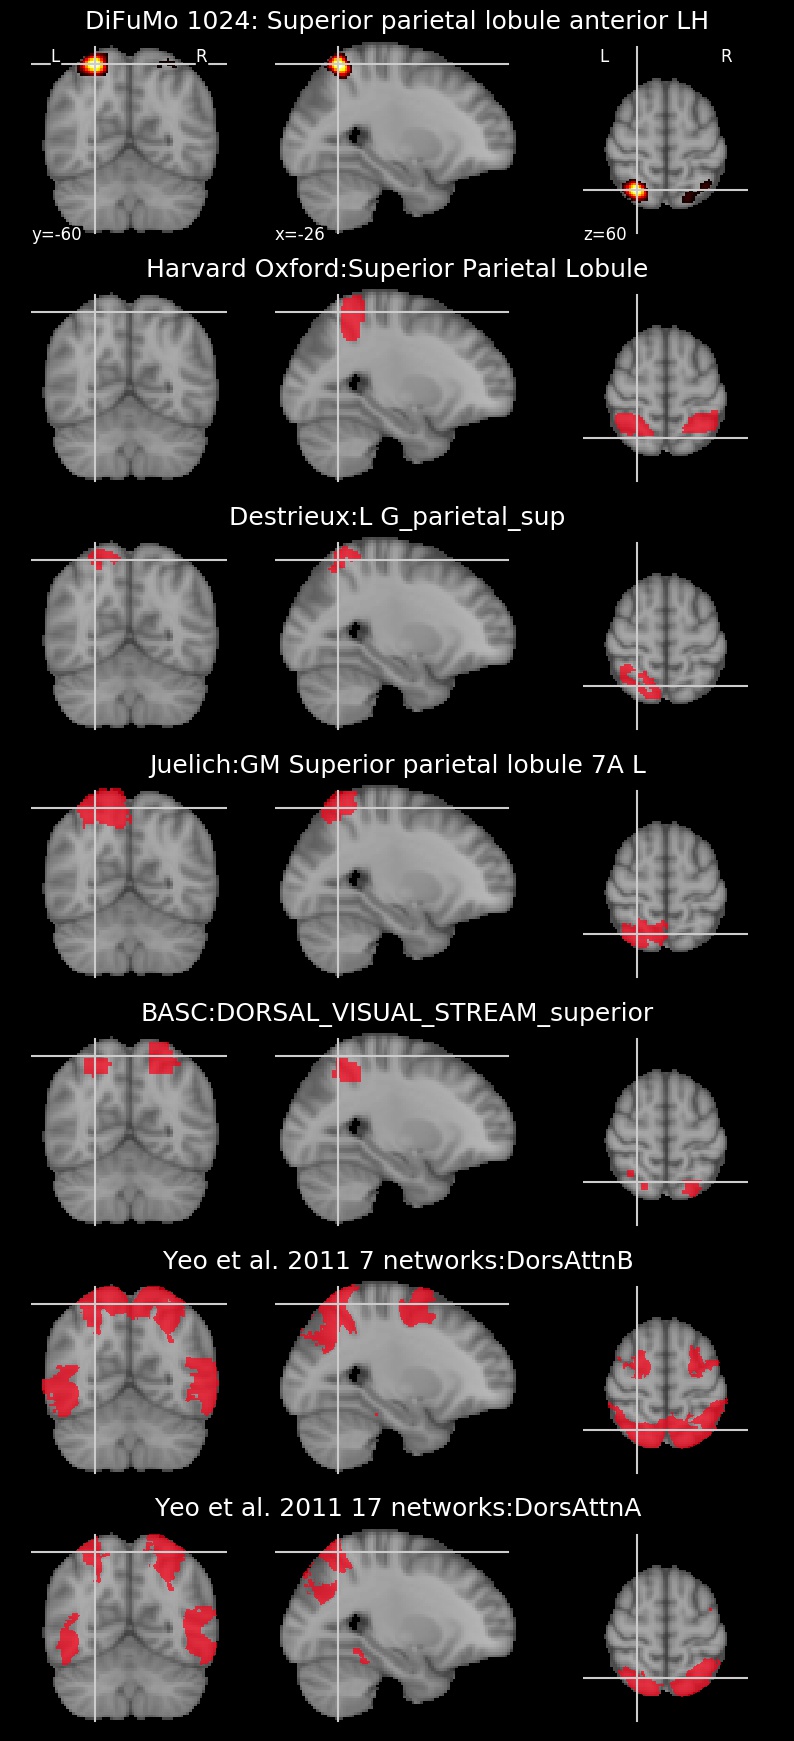 DiFuMo 1024: Superior parietal lobule anterior LH
L R L R
y=-60 x=-26 z=60
Harvard Oxford:Superior Parietal Lobule
Destrieux:L G_parietal_sup
Juelich:GM Superior parietal lobule 7A L
BASC:DORSAL_VISUAL_STREAM_superior
Yeo et al. 2011 7 networks:DorsAttnB
Yeo et al. 2011 17 networks:DorsAttnA